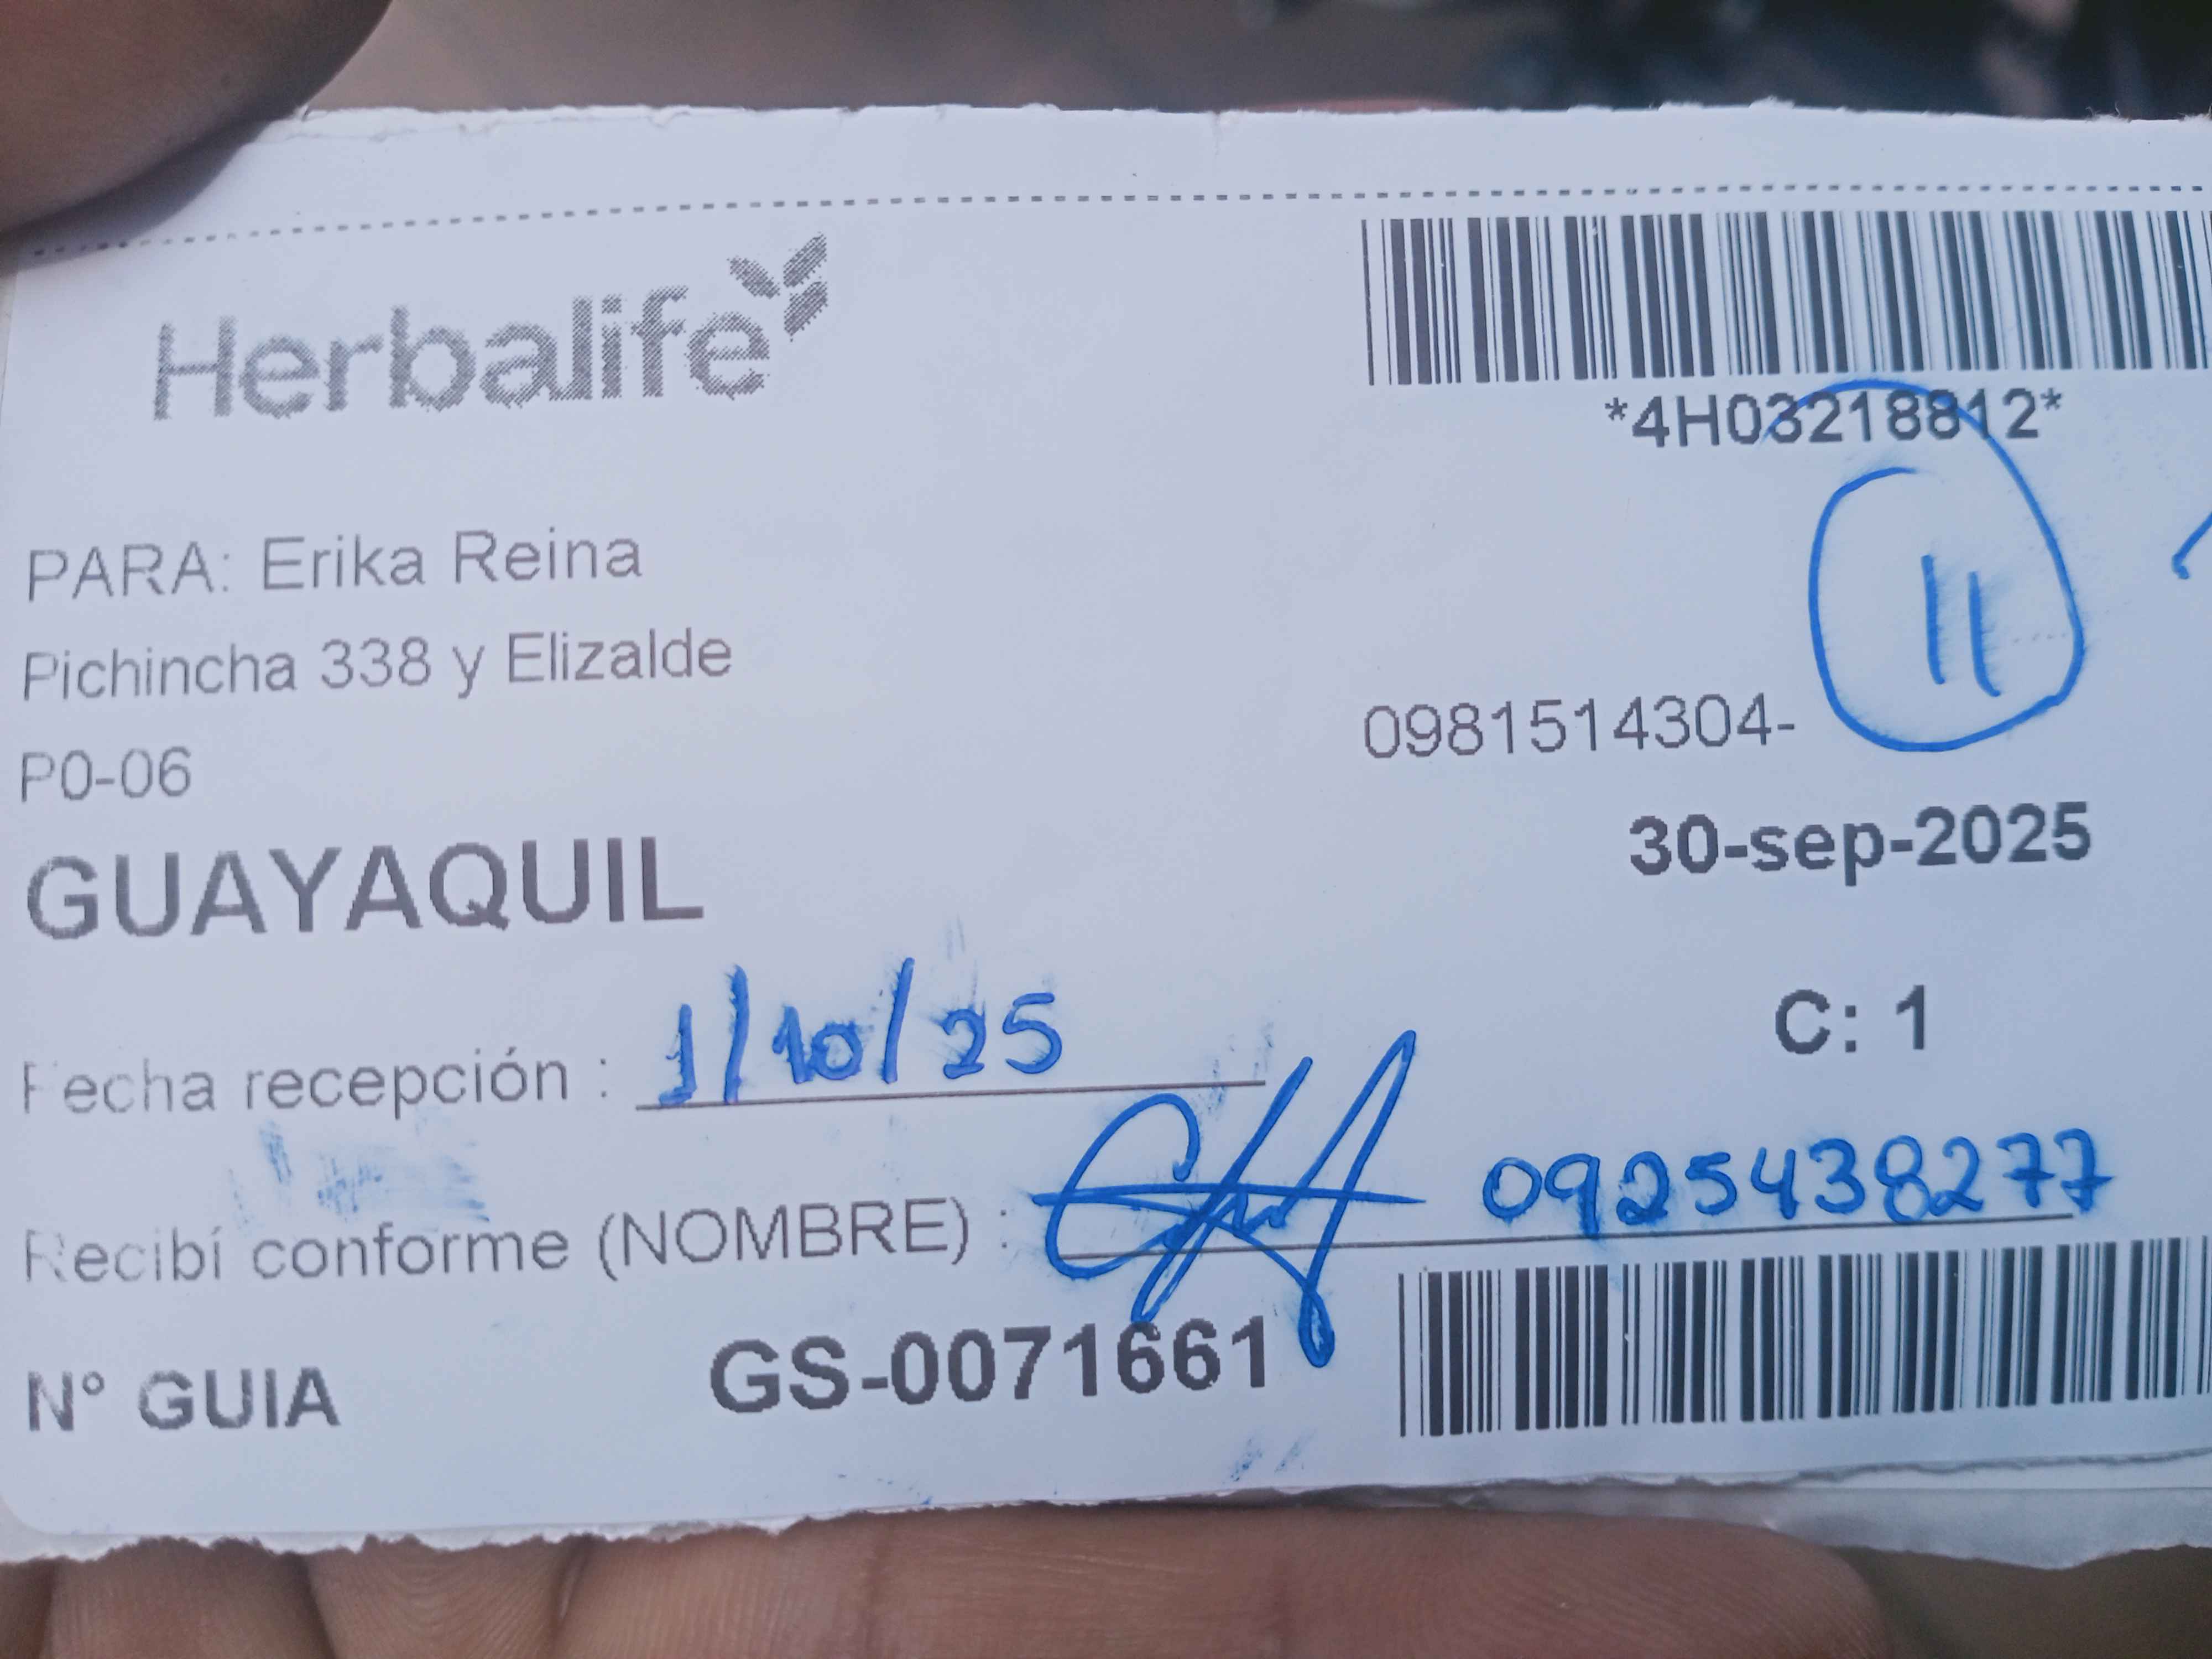 Herbalife
*4H03218812*
11
PARA: Erika Reina
Pichincha 338 y Elizalde
0981514304-
P0-06
30-sep-2025
GUAYAQUIL
C: 1
Fecha recepción : 1/10/25
Recibí conforme (NOMBRE) : 0925438277
N° GUIA GS-0071661